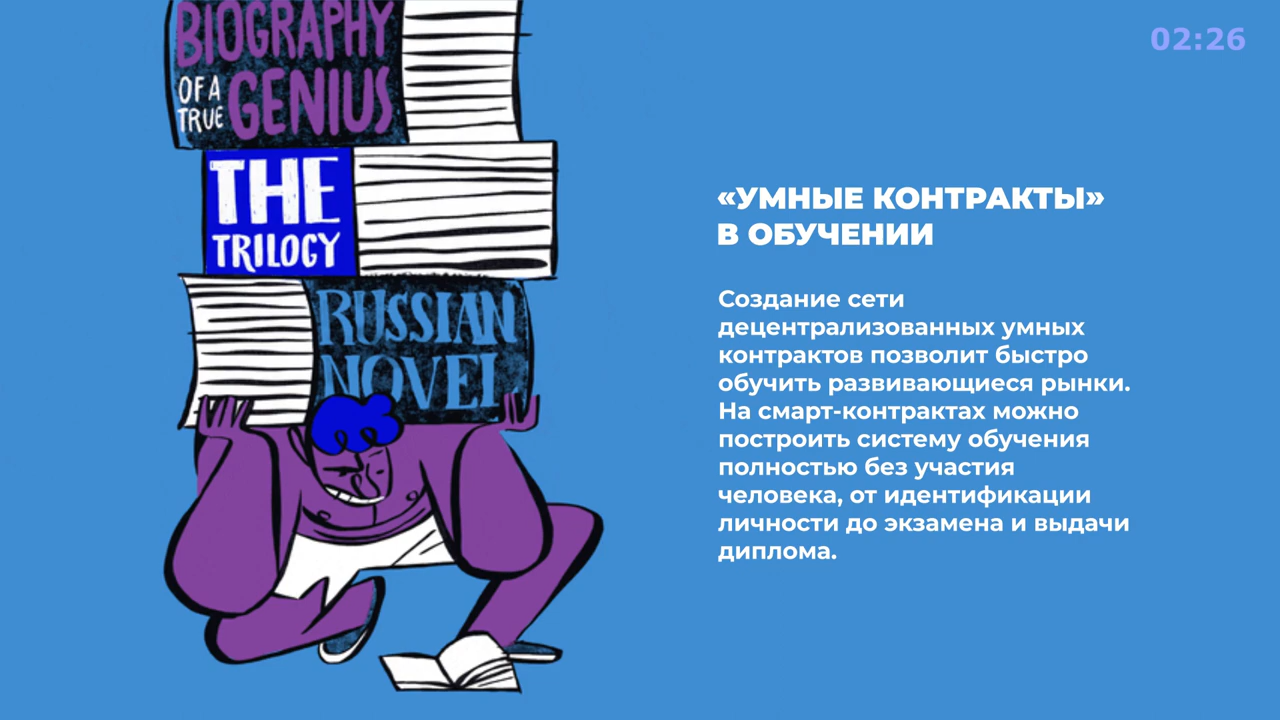 BIOGRAPHY
OF A
TRUE
GENIUS
THE
TRILOGY
RUSSIAN
NOVEL
02:26
«УМНЫЕ КОНТРАКТЫ»
В ОБУЧЕНИИ
Создание сети
децентрализованных умных
контрактов позволит быстро
обучить развивающиеся рынки.
На смарт-контрактах можно
построить систему обучения
полностью без участия
человека, от идентификации
личности до экзамена и выдачи
диплома.